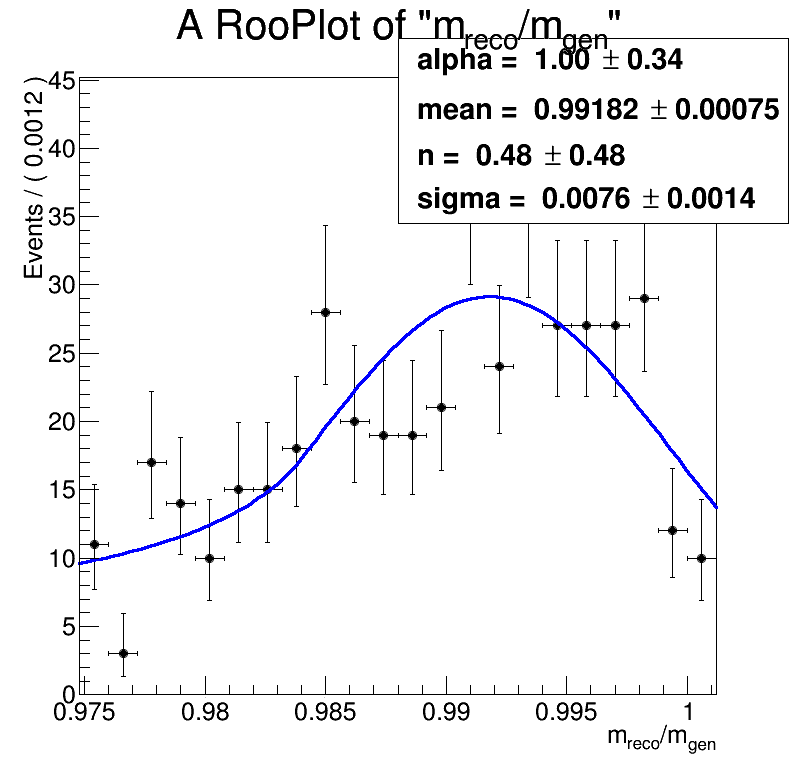 A RooPlot of "m_reco/m_gen"
alpha = 1.00 ± 0.34
mean = 0.99182 ± 0.00075
n = 0.48 ± 0.48
sigma = 0.0076 ± 0.0014
Events / ( 0.0012 )
45
40
35
30
25
20
15
10
5
0
0.975 0.98 0.985 0.99 0.995 1
m_reco/m_gen